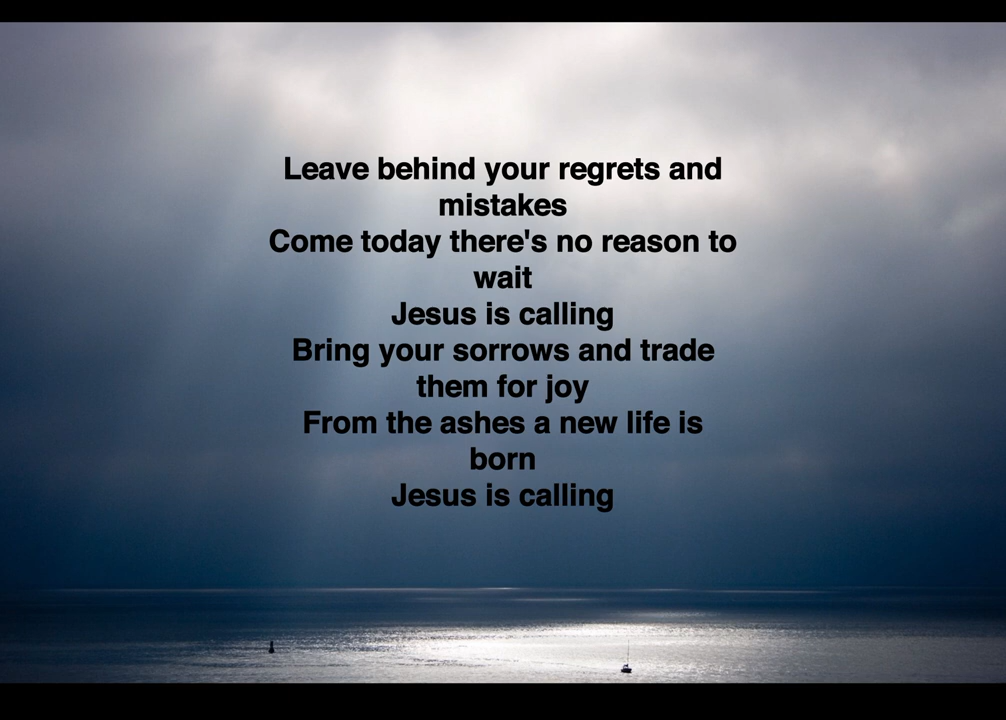 Leave behind your regrets and
mistakes
Come today there's no reason to
wait
Jesus is calling
Bring your sorrows and trade
them for joy
From the ashes a new life is
born
Jesus is calling